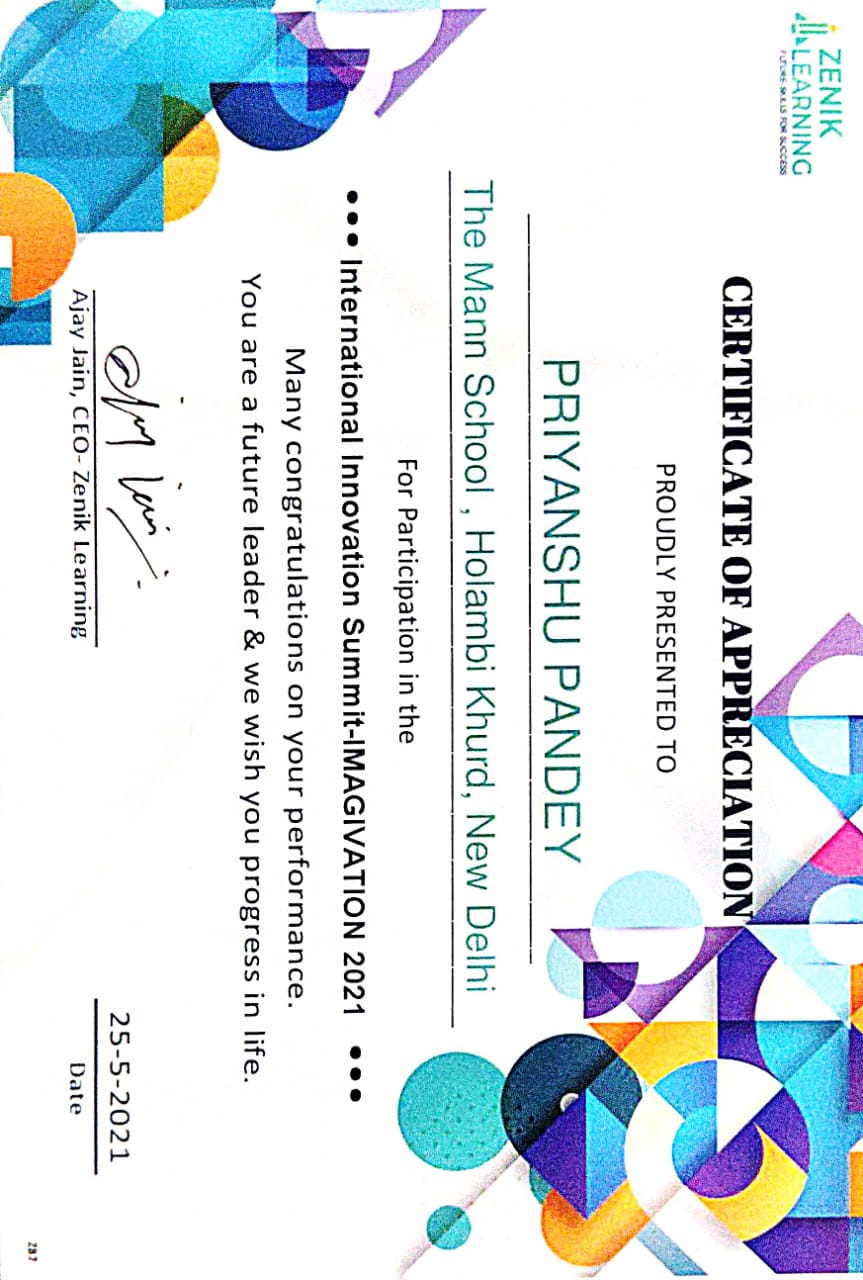 ZENIK
LEARNING
FUTURE-SKILLS FOR SUCCESS
CERTIFICATE OF APPRECIATION
PROUDLY PRESENTED TO
PRIYANSHU PANDEY
The Mann School , Holambi Khurd, New Delhi
For Participation in the
••• International Innovation Summit-IMAGIVATION 2021 •••
Many congratulations on your performance.
You are a future leader & we wish you progress in life.
Ajay Jain
Ajay Jain, CEO- Zenik Learning
25-5-2021
Date
287